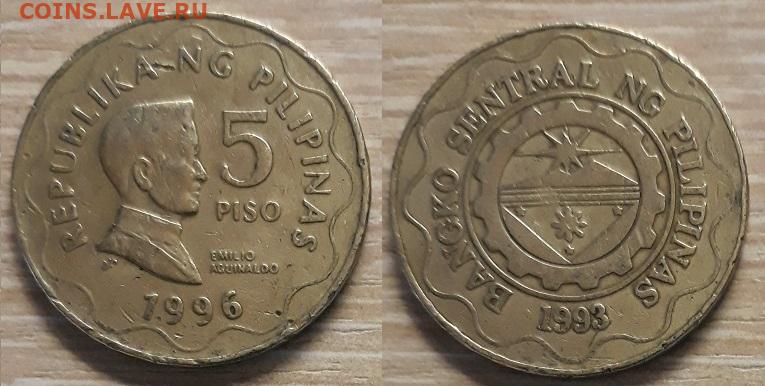 COINS.LAVE.RU
REPUBLIKA NG PILIPINAS
5
PISO
EMILIO
AGUINALDO
1996
BANGKO SENTRAL NG PILIPINAS
1993